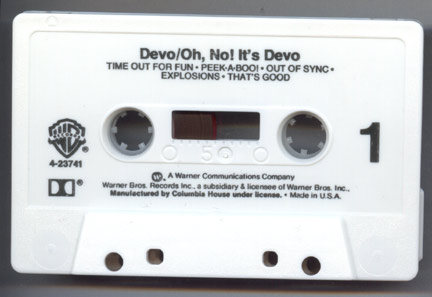 Devo/Oh, No! It's Devo
TIME OUT FOR FUN • PEEK-A-BOO! • OUT OF SYNC •
EXPLOSIONS • THAT'S GOOD
1
4-23741
50
A Warner Communications Company
Warner Bros. Records Inc., a subsidiary & licensee of Warner Bros. Inc.,
Manufactured by Columbia House under license. • Made in U.S.A.